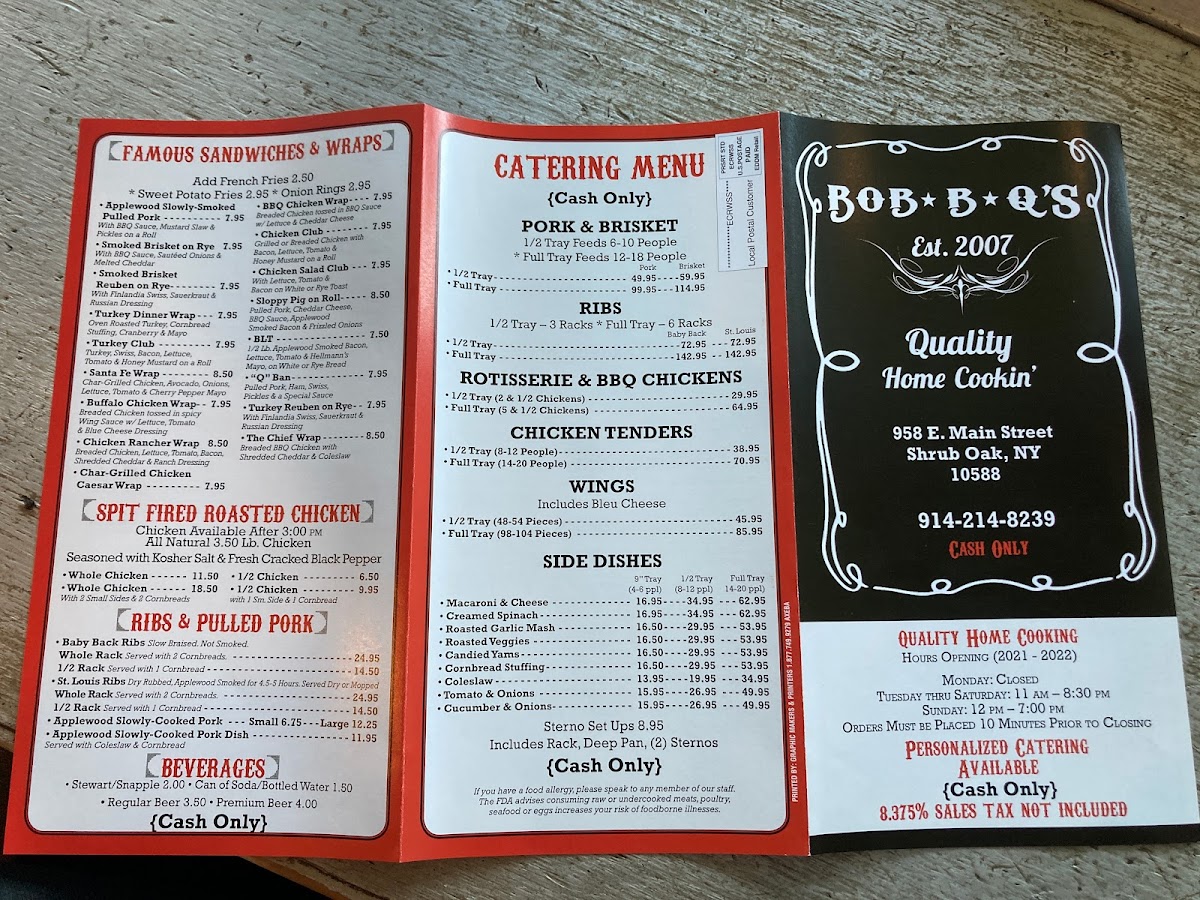 FAMOUS SANDWICHES & WRAPS
Add French Fries 2.50
* Sweet Potato Fries 2.95 * Onion Rings 2.95
• Applewood Slowly-Smoked
Pulled Pork - - - - - - - - - 7.95
With BBQ Sauce, Mustard Slaw &
Pickles on a Roll
• Smoked Brisket on Rye 7.95
With BBQ Sauce, Sautéed Onions &
Melted Cheddar
• Smoked Brisket
Reuben on Rye- - - - - - - - 7.95
With Finlandia Swiss, Sauerkraut &
Russian Dressing
• Turkey Dinner Wrap - - - 7.95
Oven Roasted Turkey, Cornbread
Stuffing, Cranberry & Mayo
• Turkey Club - - - - - - - - - 7.95
Turkey, Swiss, Bacon, Lettuce,
Tomato & Honey Mustard on a Roll
• Santa Fe Wrap - - - - - - - 8.50
Char-Grilled Chicken, Avocado, Onions,
Lettuce, Tomato & Cherry Pepper Mayo
• Buffalo Chicken Wrap- - 7.95
Breaded Chicken tossed in spicy
Wing Sauce w/ Lettuce, Tomato
& Blue Cheese Dressing
• Chicken Rancher Wrap 8.50
Breaded Chicken, Lettuce, Tomato, Bacon,
Shredded Cheddar & Ranch Dressing
• Char-Grilled Chicken
Caesar Wrap - - - - - - - - 7.95
• BBQ Chicken Wrap- - - - 7.95
Breaded Chicken tossed in BBQ Sauce
w/ Lettuce & Cheddar Cheese
• Chicken Club - - - - - - - - 7.95
Grilled or Breaded Chicken with
Bacon, Lettuce, Tomato &
Honey Mustard on a Roll
• Chicken Salad Club - - - 7.95
With Lettuce, Tomato &
Bacon on White or Rye Toast
• Sloppy Pig on Roll- - - - - 8.50
Pulled Pork, Cheddar Cheese,
BBQ Sauce, Applewood
Smoked Bacon & Frizzled Onions
• BLT - - - - - - - - - - - - - - - 7.50
1/2 Lb. Applewood Smoked Bacon,
Lettuce, Tomato & Hellmann's
Mayo, on White or Rye Bread
• "Q" Ban- - - - - - - - - - - - 7.95
Pulled Pork, Ham, Swiss,
Pickles & a Special Sauce
• Turkey Reuben on Rye- - 7.95
With Finlandia Swiss, Sauerkraut &
Russian Dressing
• The Chief Wrap - - - - - - - 8.50
Breaded BBQ Chicken with
Shredded Cheddar & Coleslaw
SPIT FIRED ROASTED CHICKEN
Chicken Available After 3:00 PM
All Natural 3.50 Lb. Chicken
Seasoned with Kosher Salt & Fresh Cracked Black Pepper
• Whole Chicken - - - - - - 11.50 • 1/2 Chicken - - - - - - - - - 6.50
• Whole Chicken - - - - - - 18.50 • 1/2 Chicken - - - - - - - - - 9.95
With 2 Small Sides & 2 Cornbreads with 1 Sm. Side & 1 Cornbread
RIBS & PULLED PORK
• Baby Back Ribs Slow Braised. Not Smoked.
Whole Rack Served with 2 Cornbreads. - - - - - - - - - - - 24.95
1/2 Rack Served with 1 Cornbread - - - - - - - - - - - 14.50
• St. Louis Ribs Dry Rubbed, Applewood Smoked for 4.5-5 Hours. Served Dry or Mopped
Whole Rack Served with 2 Cornbreads. - - - - - - - - - - - 24.95
1/2 Rack Served with 1 Cornbread - - - - - - - - - - - 14.50
• Applewood Slowly-Cooked Pork - - - Small 6.75 - - -Large 12.25
• Applewood Slowly-Cooked Pork Dish - - - - - - - - - - - 11.95
Served with Coleslaw & Cornbread
BEVERAGES
• Stewart/Snapple 2.00 • Can of Soda/Bottled Water 1.50
• Regular Beer 3.50 • Premium Beer 4.00
{Cash Only}
CATERING MENU
{Cash Only}
PRSRT STD
ECRWSS
U.S. POSTAGE
PAID
EDDM Retail
************ECRWSS****
Local Postal Customer
PORK & BRISKET
1/2 Tray Feeds 6-10 People
* Full Tray Feeds 12-18 People
Pork Brisket
• 1/2 Tray - - - - - - - - - - - 49.95 - - - -59.95
• Full Tray - - - - - - - - - - - 99.95 - - -114.95
RIBS
1/2 Tray – 3 Racks * Full Tray – 6 Racks
Baby Back St. Louis
• 1/2 Tray - - - - - - - - - - - 72.95 - - - 72.95
• Full Tray - - - - - - - - - - - 142.95 - - 142.95
ROTISSERIE & BBQ CHICKENS
• 1/2 Tray (2 & 1/2 Chickens) - - - - - - - - - - - 29.95
• Full Tray (5 & 1/2 Chickens) - - - - - - - - - - - 64.95
CHICKEN TENDERS
• 1/2 Tray (8-12 People) - - - - - - - - - - - 38.95
• Full Tray (14-20 People) - - - - - - - - - - - 70.95
WINGS
Includes Bleu Cheese
• 1/2 Tray (48-54 Pieces) - - - - - - - - - - - 45.95
• Full Tray (98-104 Pieces) - - - - - - - - - - - 85.95
SIDE DISHES
9" Tray 1/2 Tray Full Tray
(4-6 ppl) (8-12 ppl) 14-20 ppl)
• Macaroni & Cheese - - - - - - - 16.95 - - - -34.95 - - - -62.95
• Creamed Spinach - - - - - - - 16.95 - - - -34.95 - - - -62.95
• Roasted Garlic Mash - - - - - - - 16.50 - - - -29.95 - - - -53.95
• Roasted Veggies - - - - - - - 16.50 - - - -29.95 - - - -53.95
• Candied Yams - - - - - - - 16.50 - - - -29.95 - - - -53.95
• Cornbread Stuffing - - - - - - - 16.50 - - - -29.95 - - - -53.95
• Coleslaw - - - - - - - 13.95 - - - -19.95 - - - -34.95
• Tomato & Onions - - - - - - - 15.95 - - - -26.95 - - - -49.95
• Cucumber & Onions - - - - - - - 15.95 - - - -26.95 - - - -49.95
Sterno Set Ups 8.95
Includes Rack, Deep Pan, (2) Sternos
{Cash Only}
If you have a food allergy, please speak to any member of our staff.
The FDA advises consuming raw or undercooked meats, poultry,
seafood or eggs increases your risk of foodborne illnesses.
PRINTED BY: GRAPHIC MAKERS & PRINTERS 1.877.749.9279 AXEBA
BOB★B★Q'S
Est. 2007
Quality
Home Cookin'
958 E. Main Street
Shrub Oak, NY
10588
914-214-8239
CASH ONLY
QUALITY HOME COOKING
HOURS OPENING (2021 - 2022)
MONDAY: CLOSED
TUESDAY THRU SATURDAY: 11 AM – 8:30 PM
SUNDAY: 12 PM – 7:00 PM
ORDERS MUST BE PLACED 10 MINUTES PRIOR TO CLOSING
PERSONALIZED CATERING
AVAILABLE
{Cash Only}
8.375% SALES TAX NOT INCLUDED